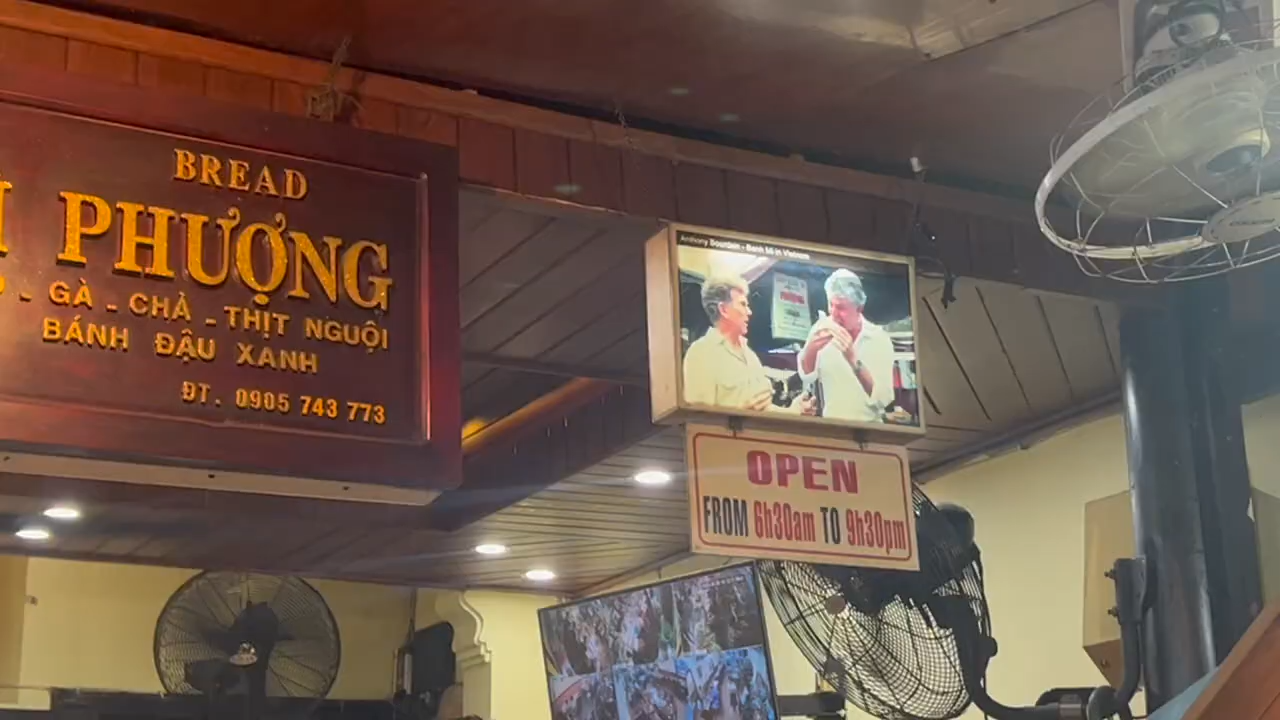 BREAD
PHƯỢNG
- GÀ - CHẢ - THỊT NGUỘI
BÁNH ĐẬU XANH
ĐT. 0905 743 773
Anthony Bourdain - Banh Mi in Vietnam
OPEN
FROM 6h30am TO 9h30pm